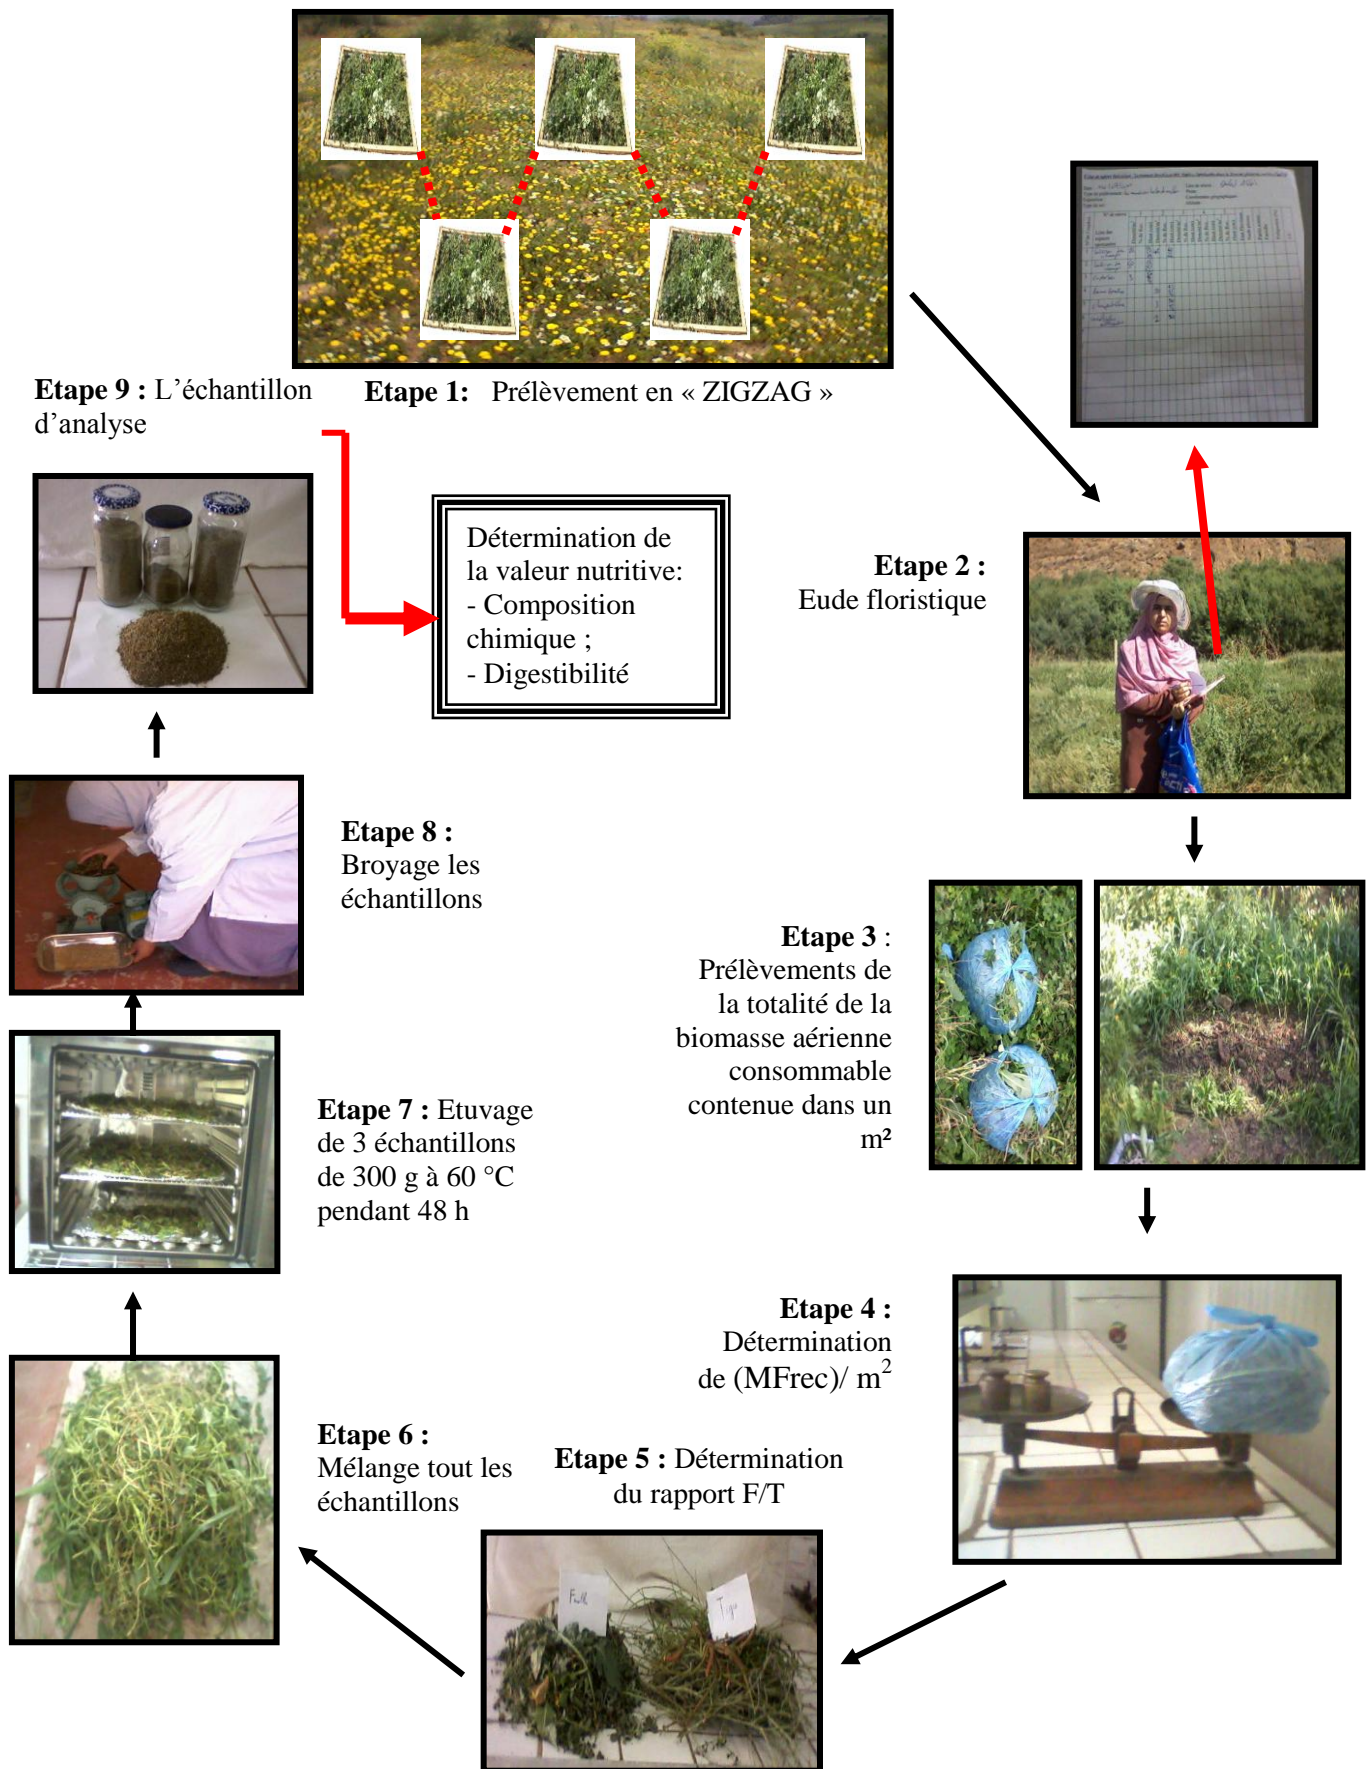 Etape 1: Prélèvement en « ZIGZAG »
Etape 2 :
Eude floristique
Etape 3 :
Prélèvements de
la totalité de la
biomasse aérienne
consommable
contenue dans un
m²
Etape 4 :
Détermination
de (MFrec)/ m²
Etape 5 : Détermination
du rapport F/T
Etape 6 :
Mélange tout les
échantillons
Etape 7 : Etuvage
de 3 échantillons
de 300 g à 60 °C
pendant 48 h
Etape 8 :
Broyage les
échantillons
Etape 9 : L’échantillon
d’analyse
Détermination de
la valeur nutritive:
- Composition
chimique ;
- Digestibilité